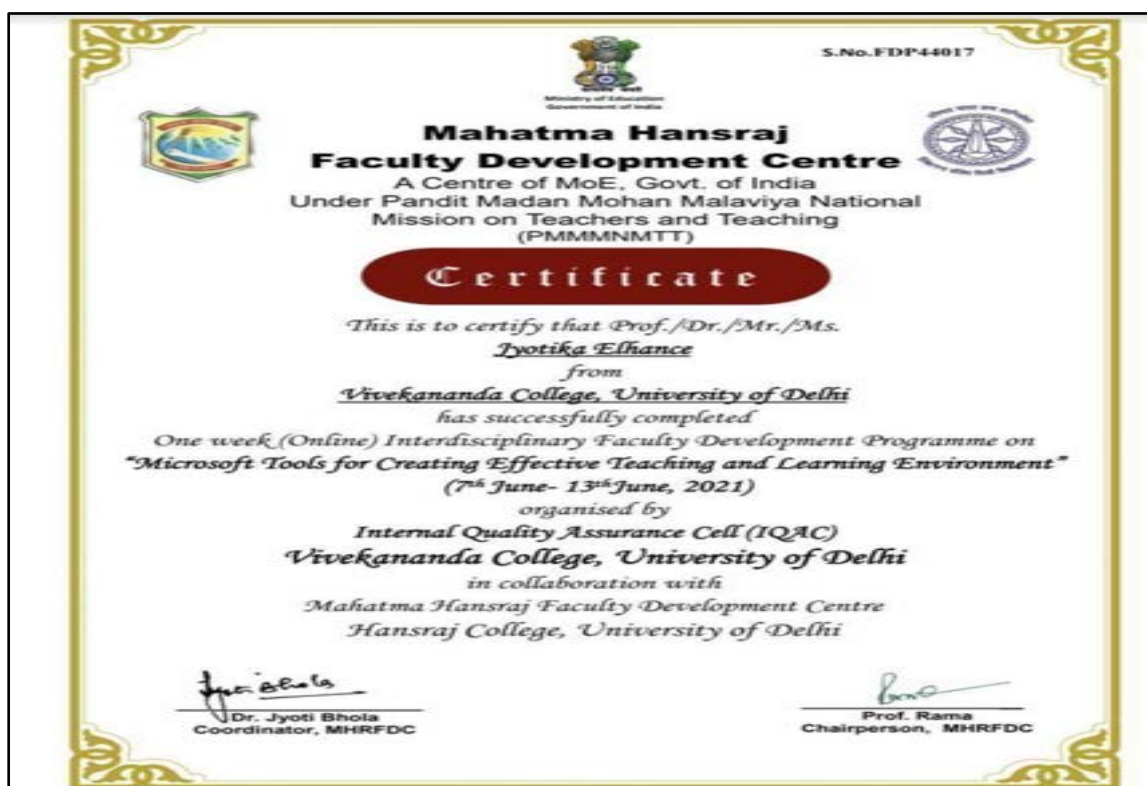 S.No.FDP44017
Ministry of Education
Government of India
Mahatma Hansraj
Faculty Development Centre
A Centre of MoE, Govt. of India
Under Pandit Madan Mohan Malaviya National
Mission on Teachers and Teaching
(PMMMNMTT)
Certificate
This is to certify that Prof./Dr./Mr./Ms.
Jyotika Elhance
from
Vivekananda College, University of Delhi
has successfully completed
One week (Online) Interdisciplinary Faculty Development Programme on
"Microsoft Tools for Creating Effective Teaching and Learning Environment"
(7th June- 13th June, 2021)
organised by
Internal Quality Assurance Cell (IQAC)
Vivekananda College, University of Delhi
in collaboration with
Mahatma Hansraj Faculty Development Centre
Hansraj College, University of Delhi
Jyoti Bhola
Dr. Jyoti Bhola
Coordinator, MHRFDC
Prof. Rama
Chairperson, MHRFDC